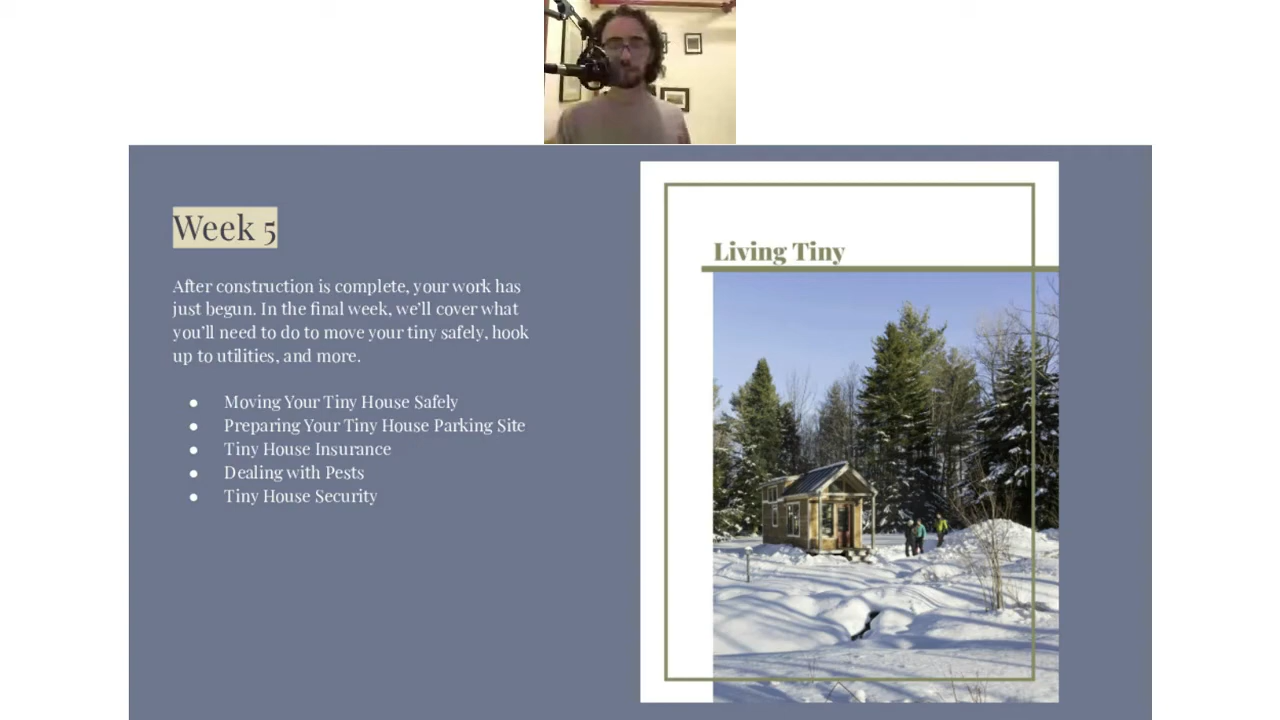 Week 5
After construction is complete, your work has
just begun. In the final week, we'll cover what
you'll need to do to move your tiny safely, hook
up to utilities, and more.
● Moving Your Tiny House Safely
● Preparing Your Tiny House Parking Site
● Tiny House Insurance
● Dealing with Pests
● Tiny House Security
Living Tiny